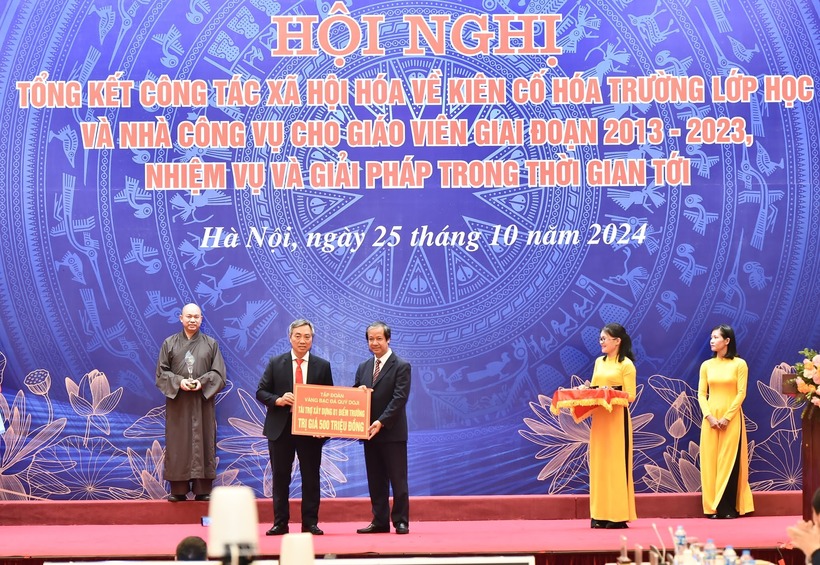 HỘI NGHỊ
TỔNG KẾT CÔNG TÁC XÃ HỘI HÓA VỀ KIÊN CỐ HÓA TRƯỜNG LỚP HỌC
VÀ NHÀ CÔNG VỤ CHO GIÁO VIÊN GIAI ĐOẠN 2013 - 2023,
NHIỆM VỤ VÀ GIẢI PHÁP TRONG THỜI GIAN TỚI
Hà Nội, ngày 25 tháng 10 năm 2024
TẬP ĐOÀN
VÀNG BẠC ĐÁ QUÝ DOJI
TÀI TRỢ XÂY DỰNG 01 ĐIỂM TRƯỜNG
TRỊ GIÁ 500 TRIỆU ĐỒNG